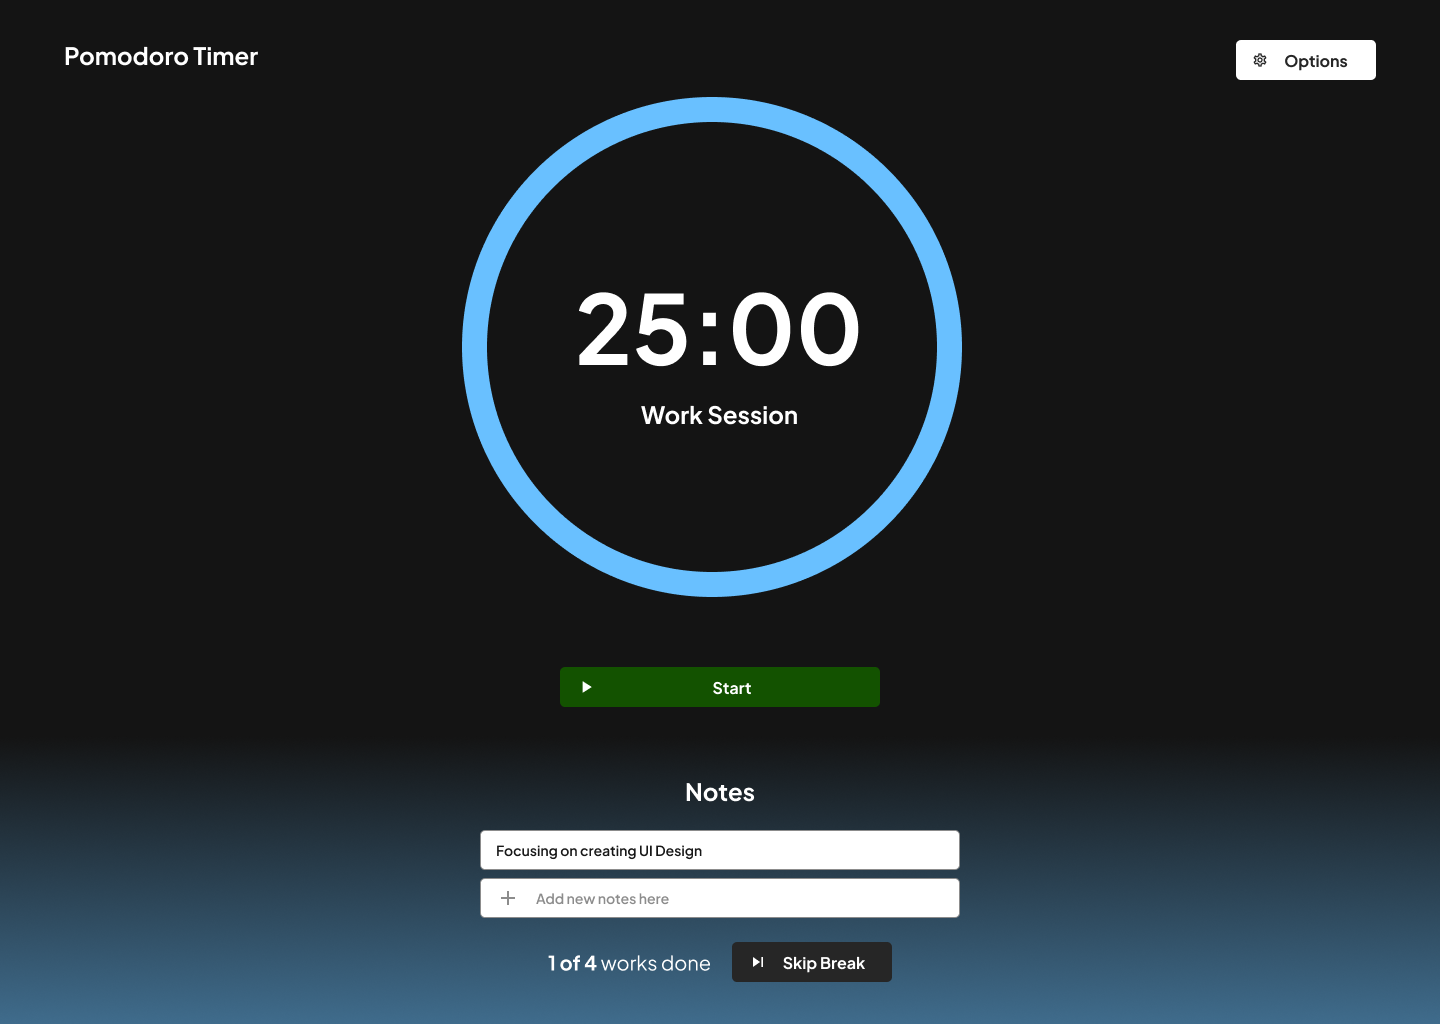 Pomodoro Timer
Options
25:00
Work Session
Start
Notes
Focusing on creating UI Design
Add new notes here
1 of 4 works done
Skip Break